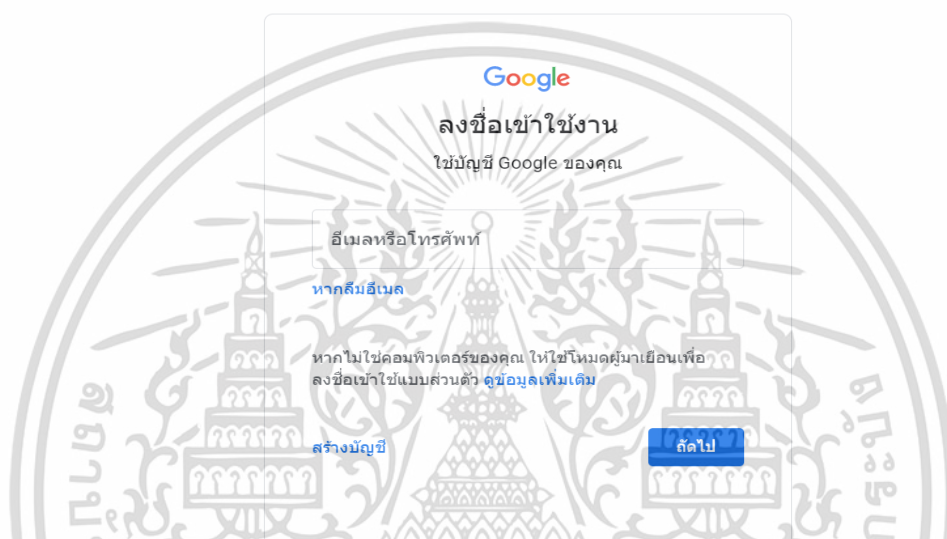 Google
ลงชื่อเข้าใช้งาน
ใช้บัญชี Google ของคุณ
อีเมลหรือโทรศัพท์
หากลืมอีเมล
หากไม่ใช่คอมพิวเตอร์ของคุณ ให้ใช้โหมดผู้มาเยือนเพื่อ
ลงชื่อเข้าใช้แบบส่วนตัว ดูข้อมูลเพิ่มเติม
สร้างบัญชี
ถัดไป